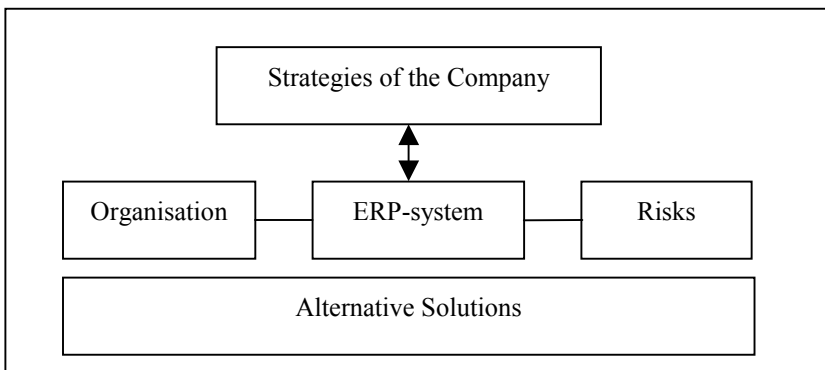 Strategies of the Company
Organisation
ERP-system
Risks
Alternative Solutions